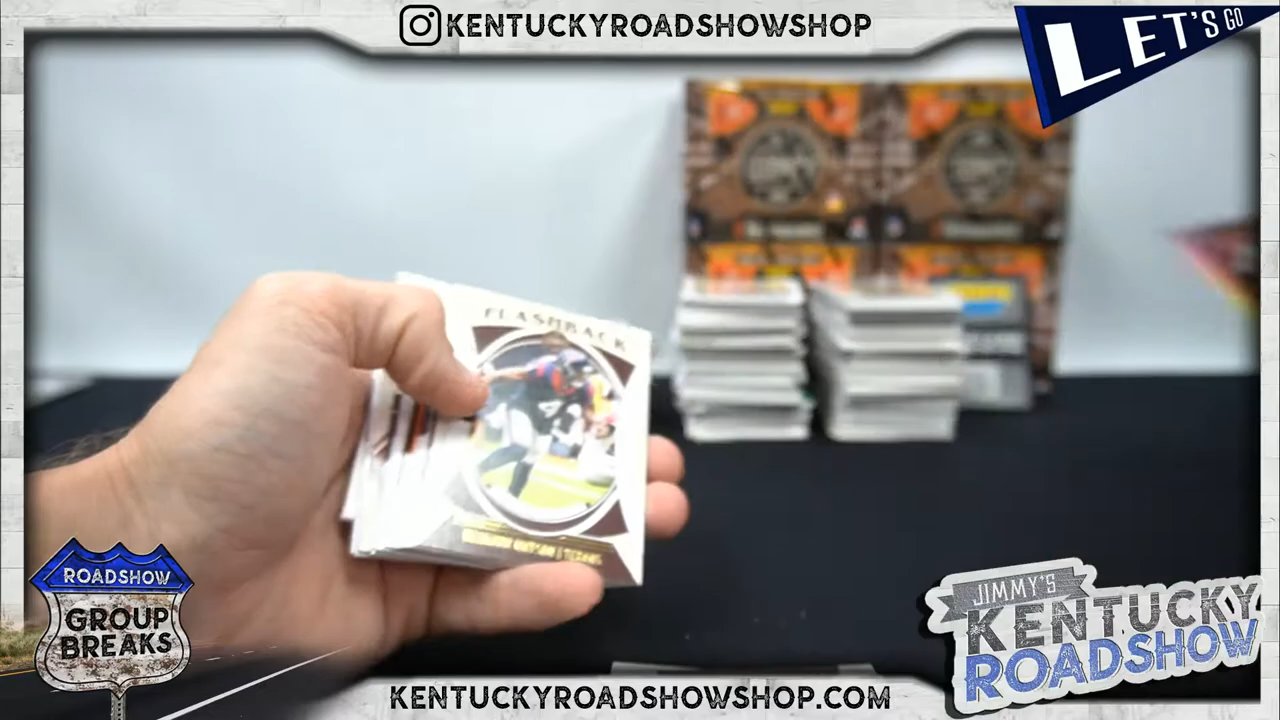 KENTUCKYROADSHOWSHOP
LET'S GO
FLASHBACK
ROADSHOW
GROUP
BREAKS
JIMMY'S
KENTUCKY
ROADSHOW
KENTUCKYROADSHOWSHOP.COM